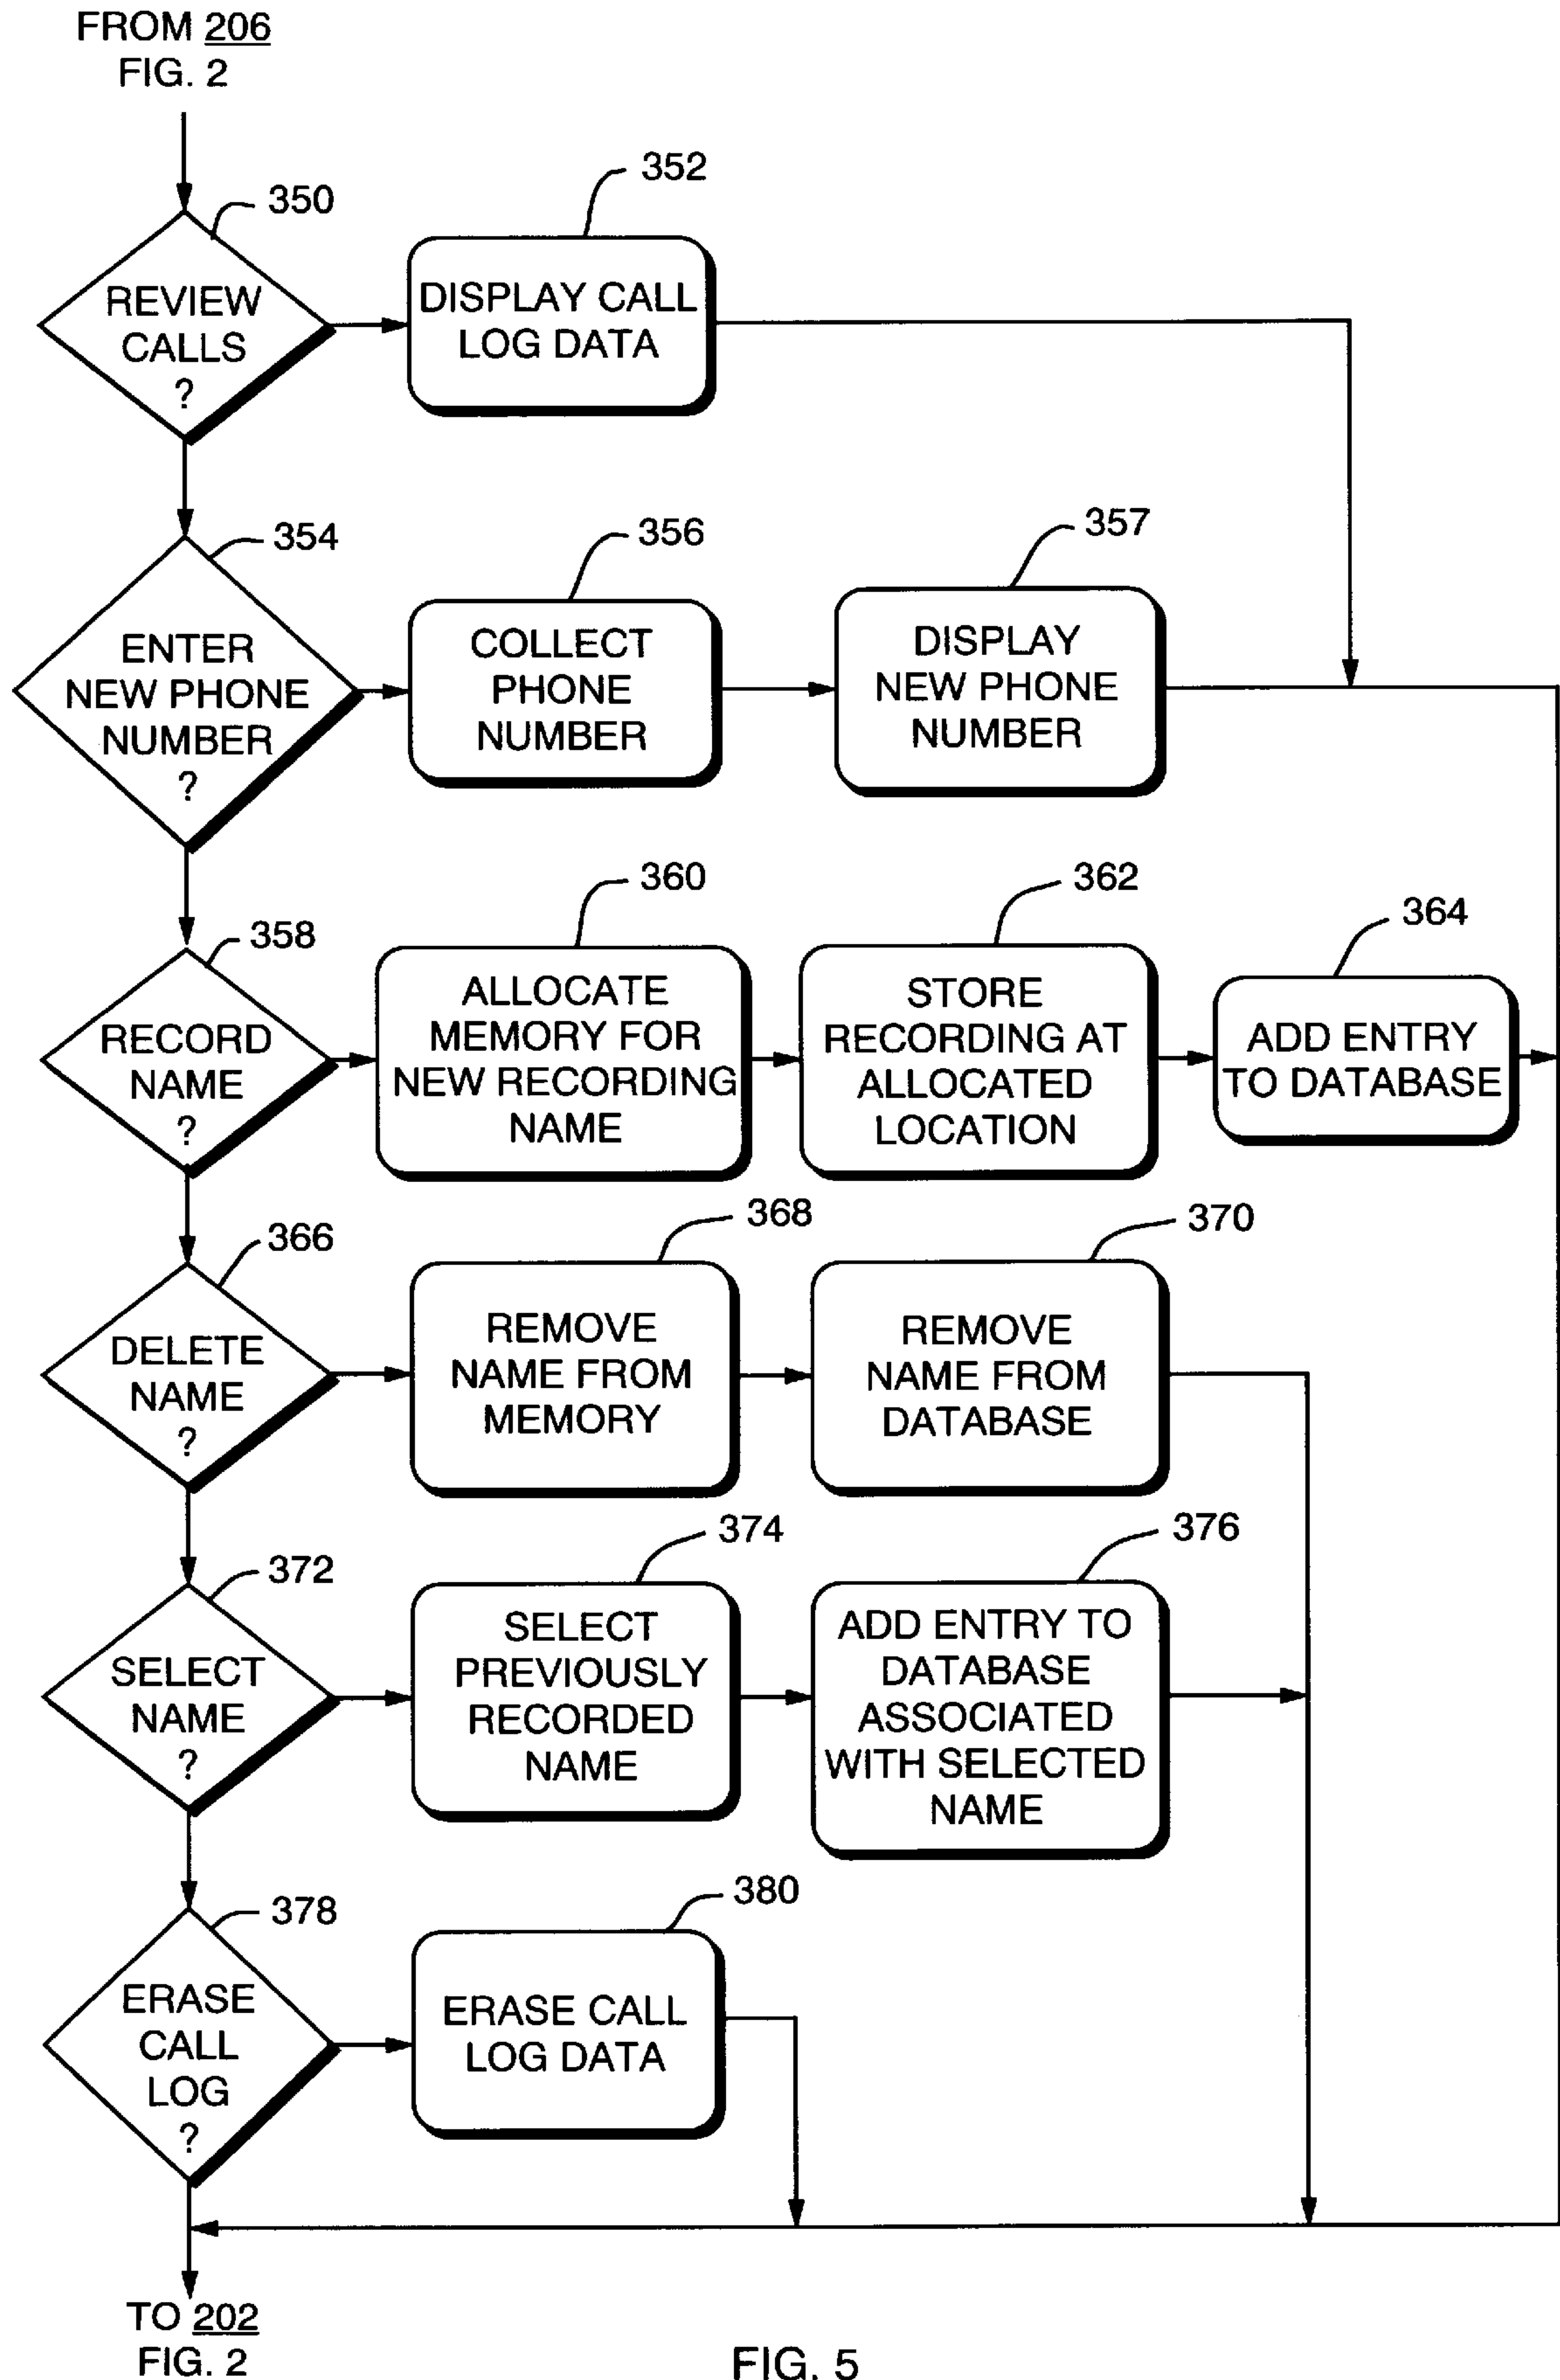 FROM 206
FIG. 2
350
REVIEW
CALLS
?
352
DISPLAY CALL
LOG DATA
354
ENTER
NEW PHONE
NUMBER
?
356
COLLECT
PHONE
NUMBER
357
DISPLAY
NEW PHONE
NUMBER
358
RECORD
NAME
?
360
ALLOCATE
MEMORY FOR
NEW RECORDING
NAME
362
STORE
RECORDING AT
ALLOCATED
LOCATION
364
ADD ENTRY
TO DATABASE
366
DELETE
NAME
?
368
REMOVE
NAME FROM
MEMORY
370
REMOVE
NAME FROM
DATABASE
372
SELECT
NAME
?
374
SELECT
PREVIOUSLY
RECORDED
NAME
376
ADD ENTRY TO
DATABASE
ASSOCIATED
WITH SELECTED
NAME
378
ERASE
CALL
LOG
?
380
ERASE CALL
LOG DATA
TO 202
FIG. 2
FIG. 5